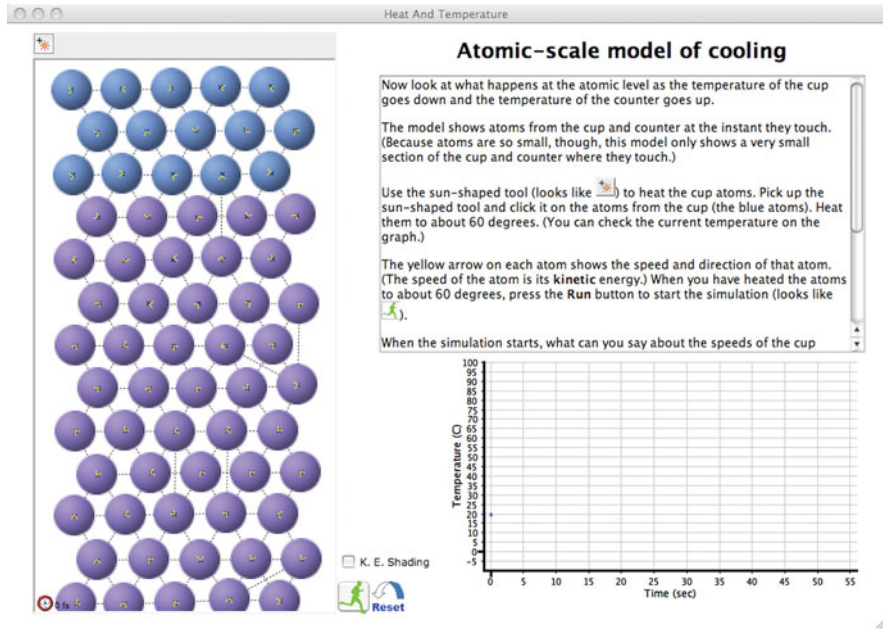 Heat And Temperature
Atomic-scale model of cooling
Now look at what happens at the atomic level as the temperature of the cup
goes down and the temperature of the counter goes up.
The model shows atoms from the cup and counter at the instant they touch.
(Because atoms are so small, though, this model only shows a very small
section of the cup and counter where they touch.)
Use the sun-shaped tool (looks like ) to heat the cup atoms. Pick up the
sun-shaped tool and click it on the atoms from the cup (the blue atoms). Heat
them to about 60 degrees. (You can check the current temperature on the
graph.)
The yellow arrow on each atom shows the speed and direction of that atom.
(The speed of the atom is its kinetic energy.) When you have heated the atoms
to about 60 degrees, press the Run button to start the simulation (looks like
).
When the simulation starts, what can you say about the speeds of the cup
100
95
90
85
80
75
70
65
60
55
50
45
40
35
30
25
20
15
10
5
0
-5
Temperature (C)
0 5 10 15 20 25 30 35 40 45 50 55
Time (sec)
K. E. Shading
Reset
0 fs